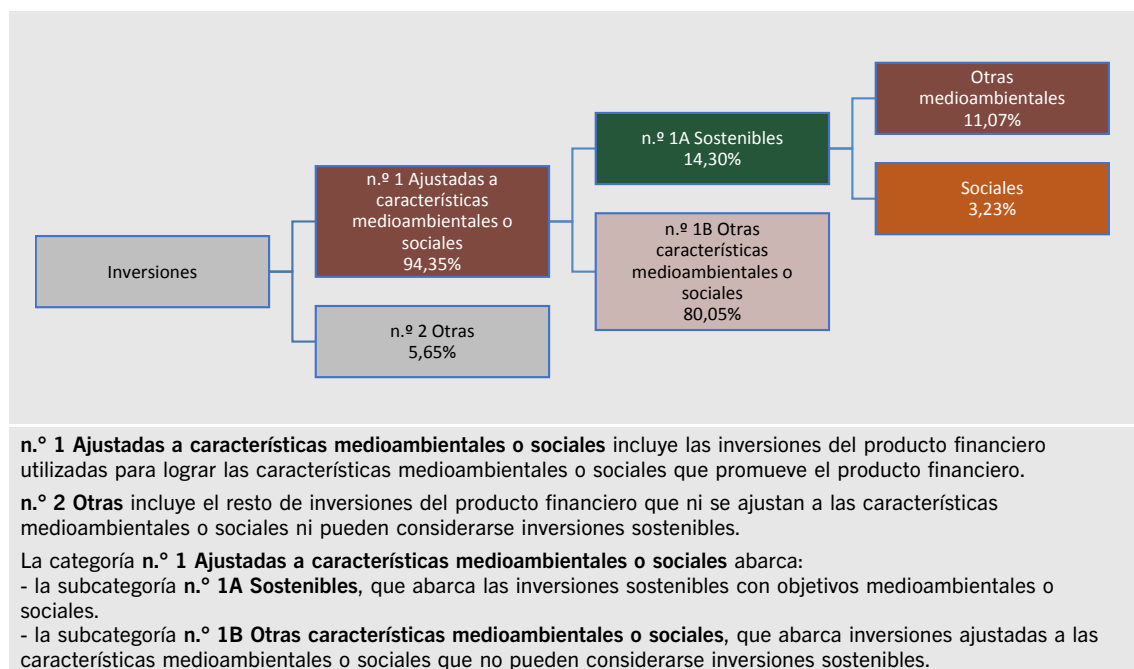 Inversiones
n.º 1 Ajustadas a
características
medioambientales o
sociales
94,35%
n.º 2 Otras
5,65%
n.º 1A Sostenibles
14,30%
n.º 1B Otras
características
medioambientales o
sociales
80,05%
Otras
medioambientales
11,07%
Sociales
3,23%
n.° 1 Ajustadas a características medioambientales o sociales incluye las inversiones del producto financiero
utilizadas para lograr las características medioambientales o sociales que promueve el producto financiero.
n.° 2 Otras incluye el resto de inversiones del producto financiero que ni se ajustan a las características
medioambientales o sociales ni pueden considerarse inversiones sostenibles.
La categoría n.° 1 Ajustadas a características medioambientales o sociales abarca:
- la subcategoría n.° 1A Sostenibles, que abarca las inversiones sostenibles con objetivos medioambientales o
sociales.
- la subcategoría n.° 1B Otras características medioambientales o sociales, que abarca inversiones ajustadas a las
características medioambientales o sociales que no pueden considerarse inversiones sostenibles.